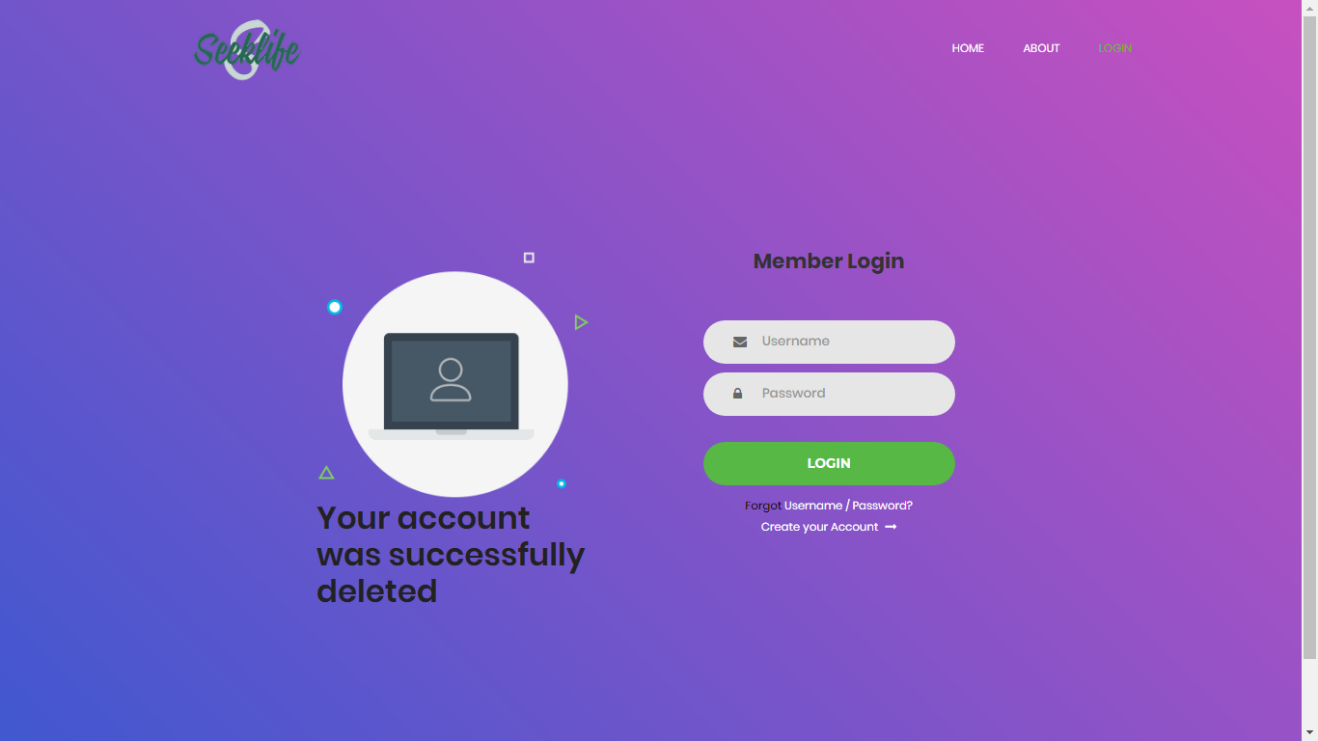 Seeklife
HOME ABOUT LOGIN
Member Login
Username
Password
LOGIN
Forgot Username / Password?
Create your Account
Your account
was successfully
deleted